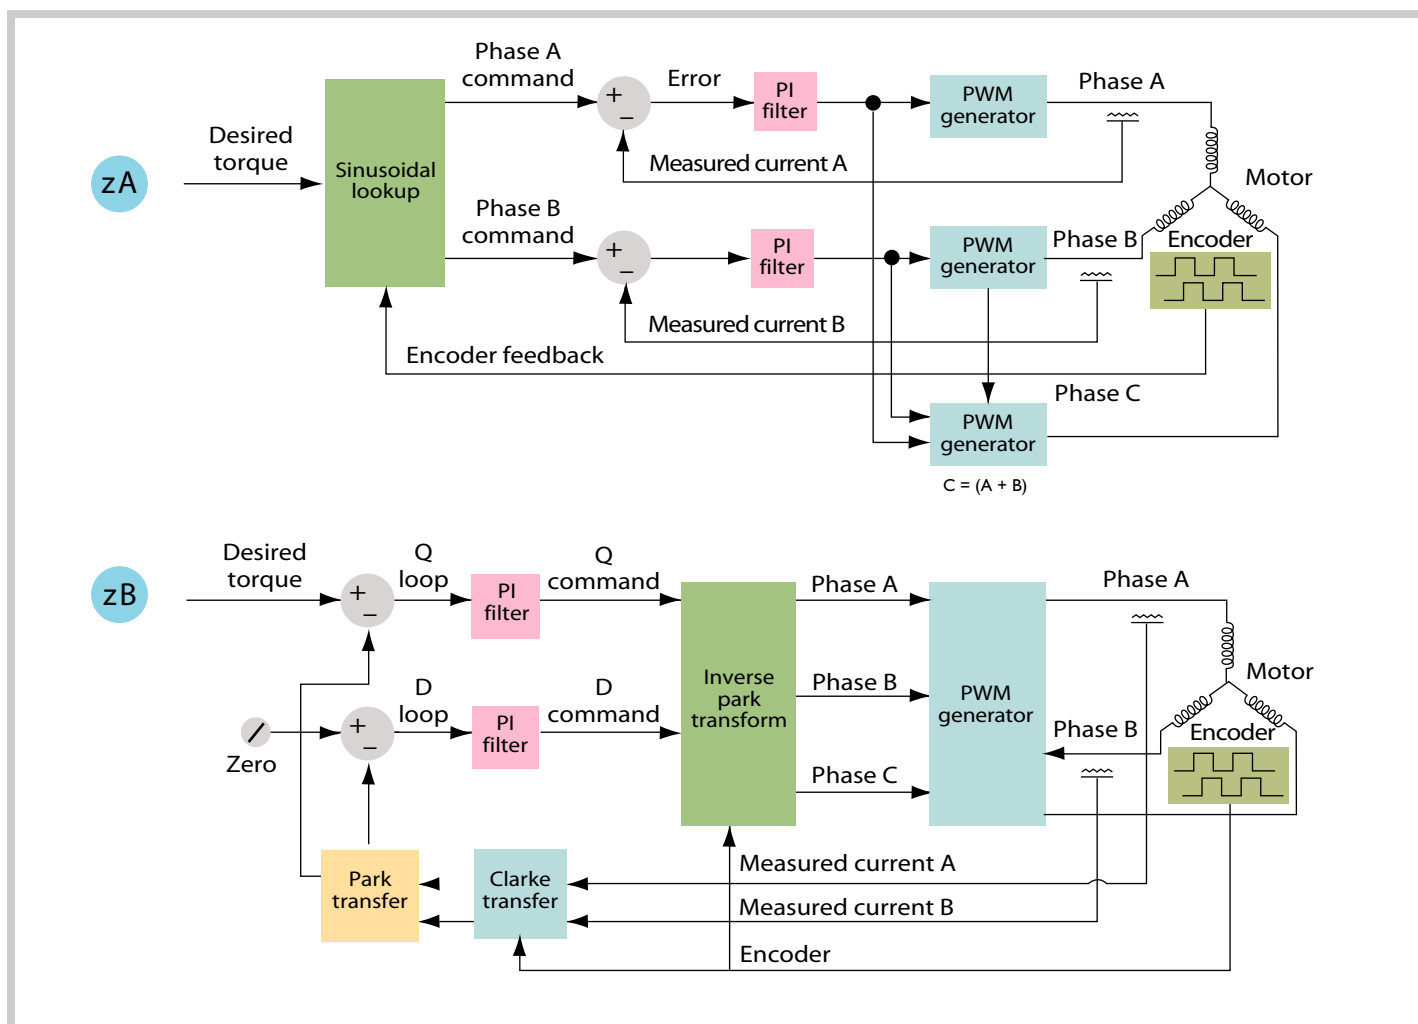 zA
Desired
torque
Sinusoidal
lookup
Phase A
command
+
−
Error
PI
filter
PWM
generator
Phase A
Measured current A
Phase B
command
+
−
PI
filter
PWM
generator
Phase B
Motor
Encoder
Measured current B
Encoder feedback
Phase C
PWM
generator
C = (A + B)
zB
Desired
torque
+
−
Q
loop
PI
filter
Q
command
Inverse
park
transform
Phase A
Phase B
Phase C
PWM
generator
Phase A
Motor
Phase B
Encoder
Zero
+
−
D
loop
PI
filter
D
command
Park
transfer
Clarke
transfer
Measured current A
Measured current B
Encoder